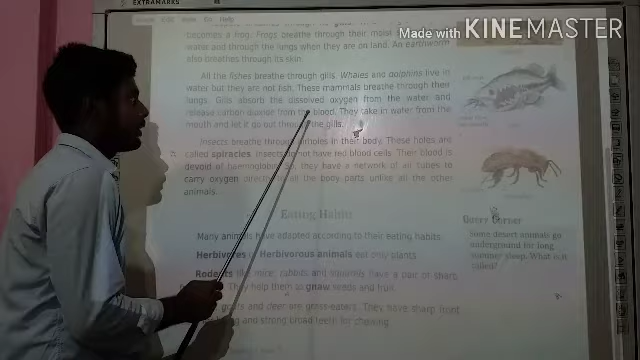 EXTRAMARKS
Made with KINEMASTER
becomes a frog. Frogs breathe through their moist
water and through the lungs when they are on land. An earthworm
also breathes through its skin.
All the fishes breathe through gills. Whales and dolphins live in
water but they are not fish. These mammals breathe through their
lungs. Gills absorb the dissolved oxygen from the water and
release carbon dioxide from the blood. They take in water from the
mouth and let it go out through the gills.
Insects breathe through airholes in their body. These holes are
called spiracles. Insects do not have red blood cells. Their blood is
devoid of haemoglobin. So, they have a network of air tubes to
carry oxygen directly to all the body parts unlike all the other
animals.
Eating Habit
Many animals have adapted according to their eating habits.
Herbivores or Herbivorous animals eat only plants
Rodents like mice, rabbits and squirrels have a pair of sharp
They help them to gnaw seeds and fruit.
goats and deer are grass-eaters. They have sharp front
and strong broad teeth for chewing
Query Corner
Some desert animals go
underground for long
summer sleep. What is it
called?